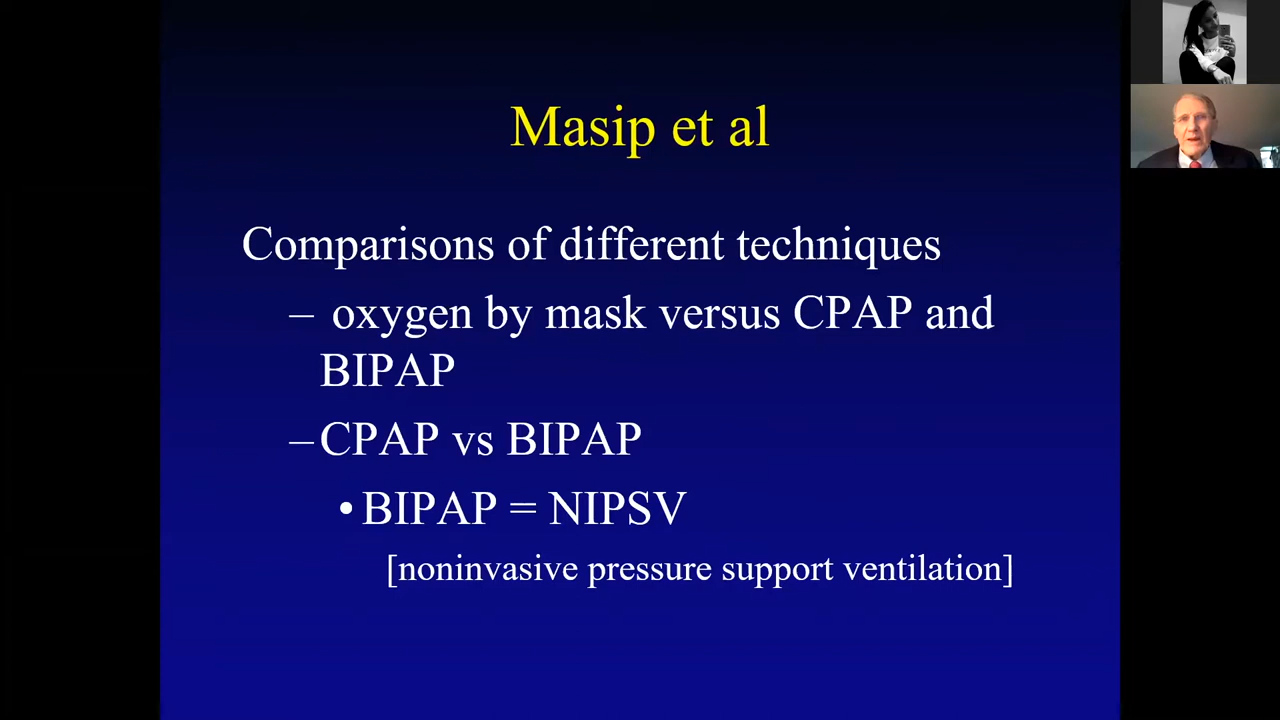 Masip et al
Comparisons of different techniques
– oxygen by mask versus CPAP and
BIPAP
–CPAP vs BIPAP
•BIPAP = NIPSV
[noninvasive pressure support ventilation]